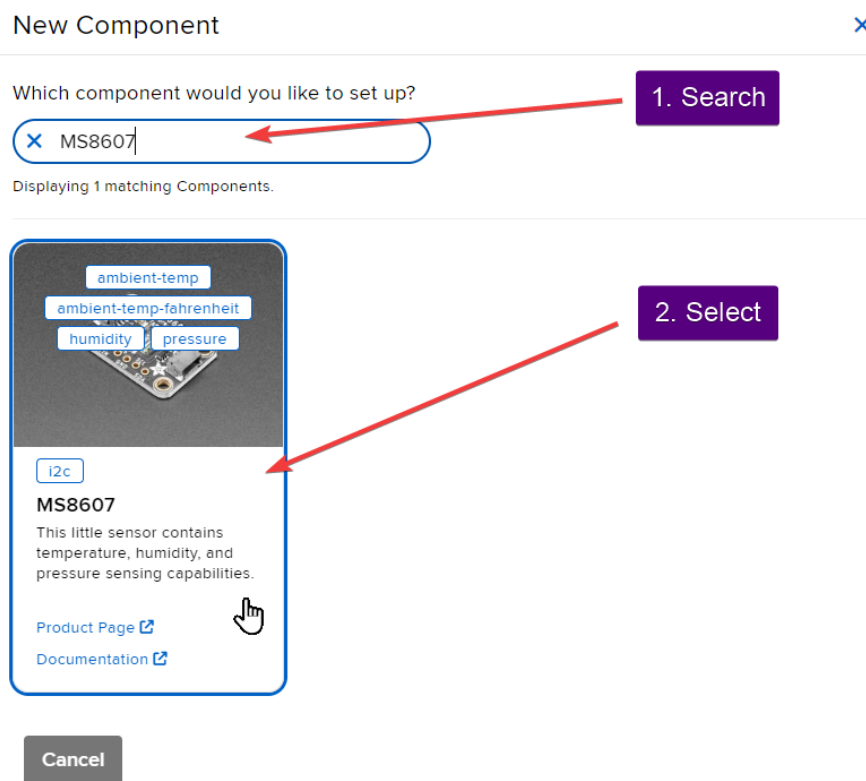 New Component
Which component would you like to set up?
1. Search
MS8607
Displaying 1 matching Components.
ambient-temp
ambient-temp-fahrenheit
humidity pressure
2. Select
i2c
MS8607
This little sensor contains
temperature, humidity, and
pressure sensing capabilities.
Product Page
Documentation
Cancel